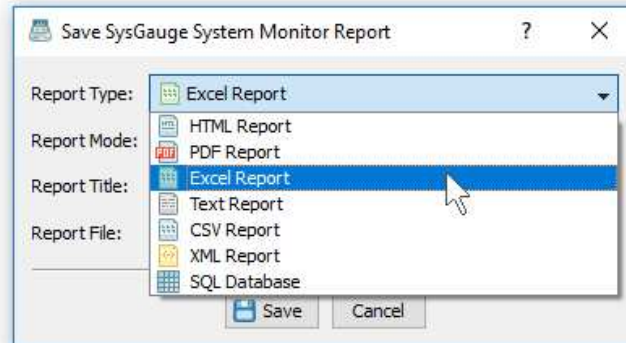 Save SysGauge System Monitor Report ?
Report Type: Excel Report
HTML Report
Report Mode:
PDF PDF Report
Excel Report
Report Title:
Text Report
CSV Report
Report File:
XML Report
SQL Database
Save Cancel